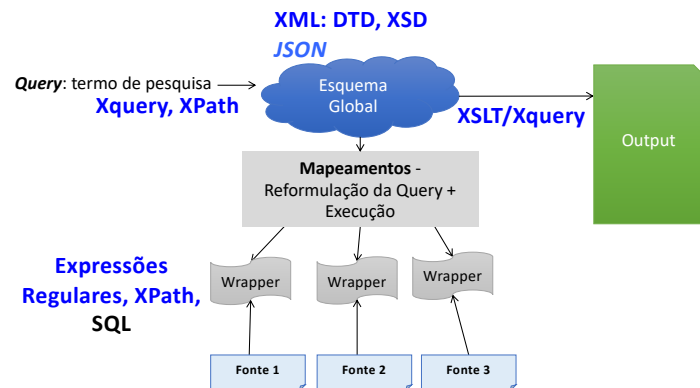 XML: DTD, XSD
JSON
Query: termo de pesquisa
Xquery, XPath
Esquema
Global
XSLT/Xquery
Output
Mapeamentos -
Reformulação da Query +
Execução
Expressões
Regulares, XPath,
SQL
Wrapper
Wrapper
Wrapper
Fonte 1
Fonte 2
Fonte 3